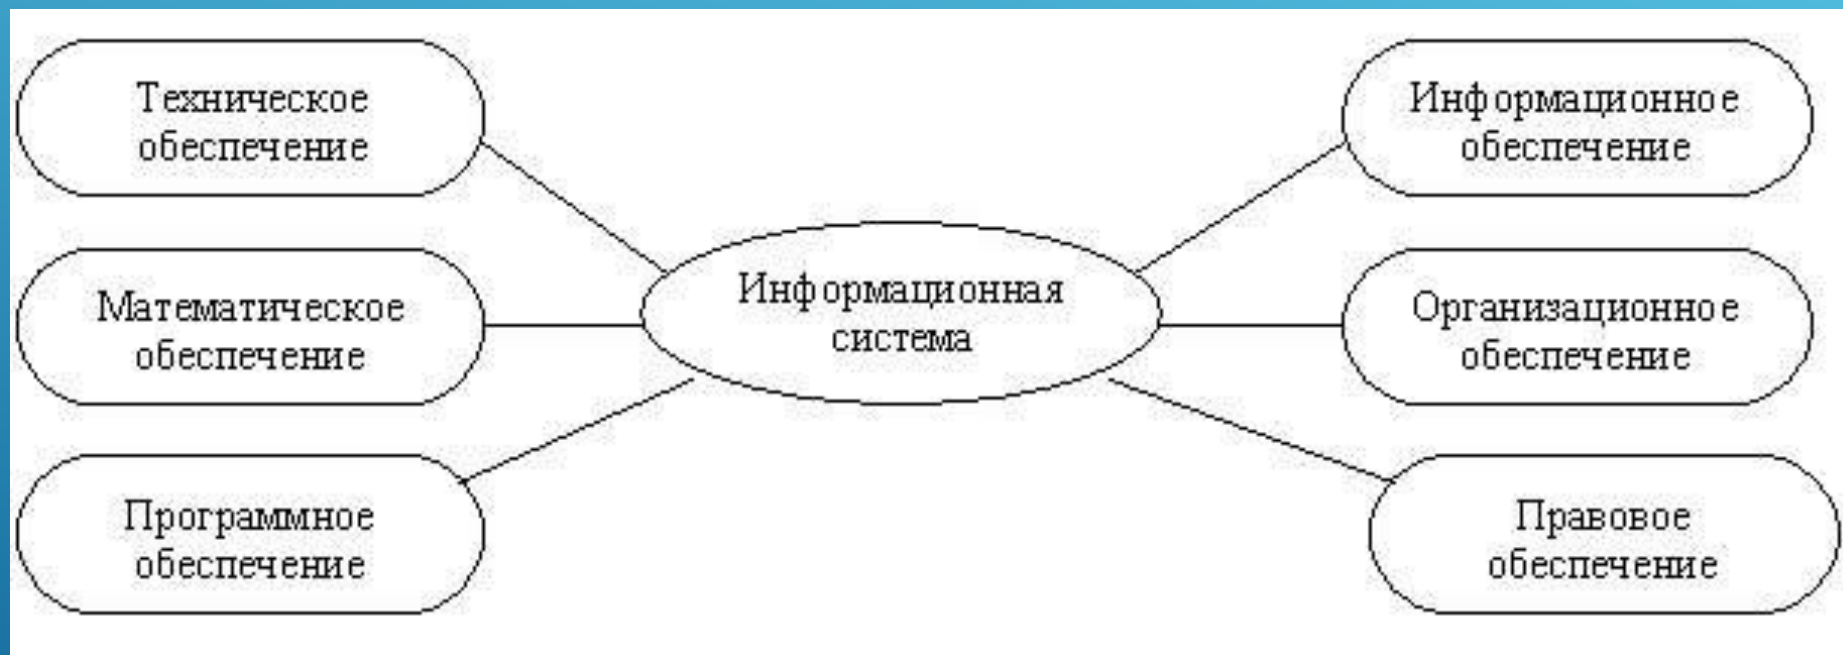 Техническое
обеспечение
Математическое
обеспечение
Программное
обеспечение
Информационная
система
Информационное
обеспечение
Организационное
обеспечение
Правовое
обеспечение